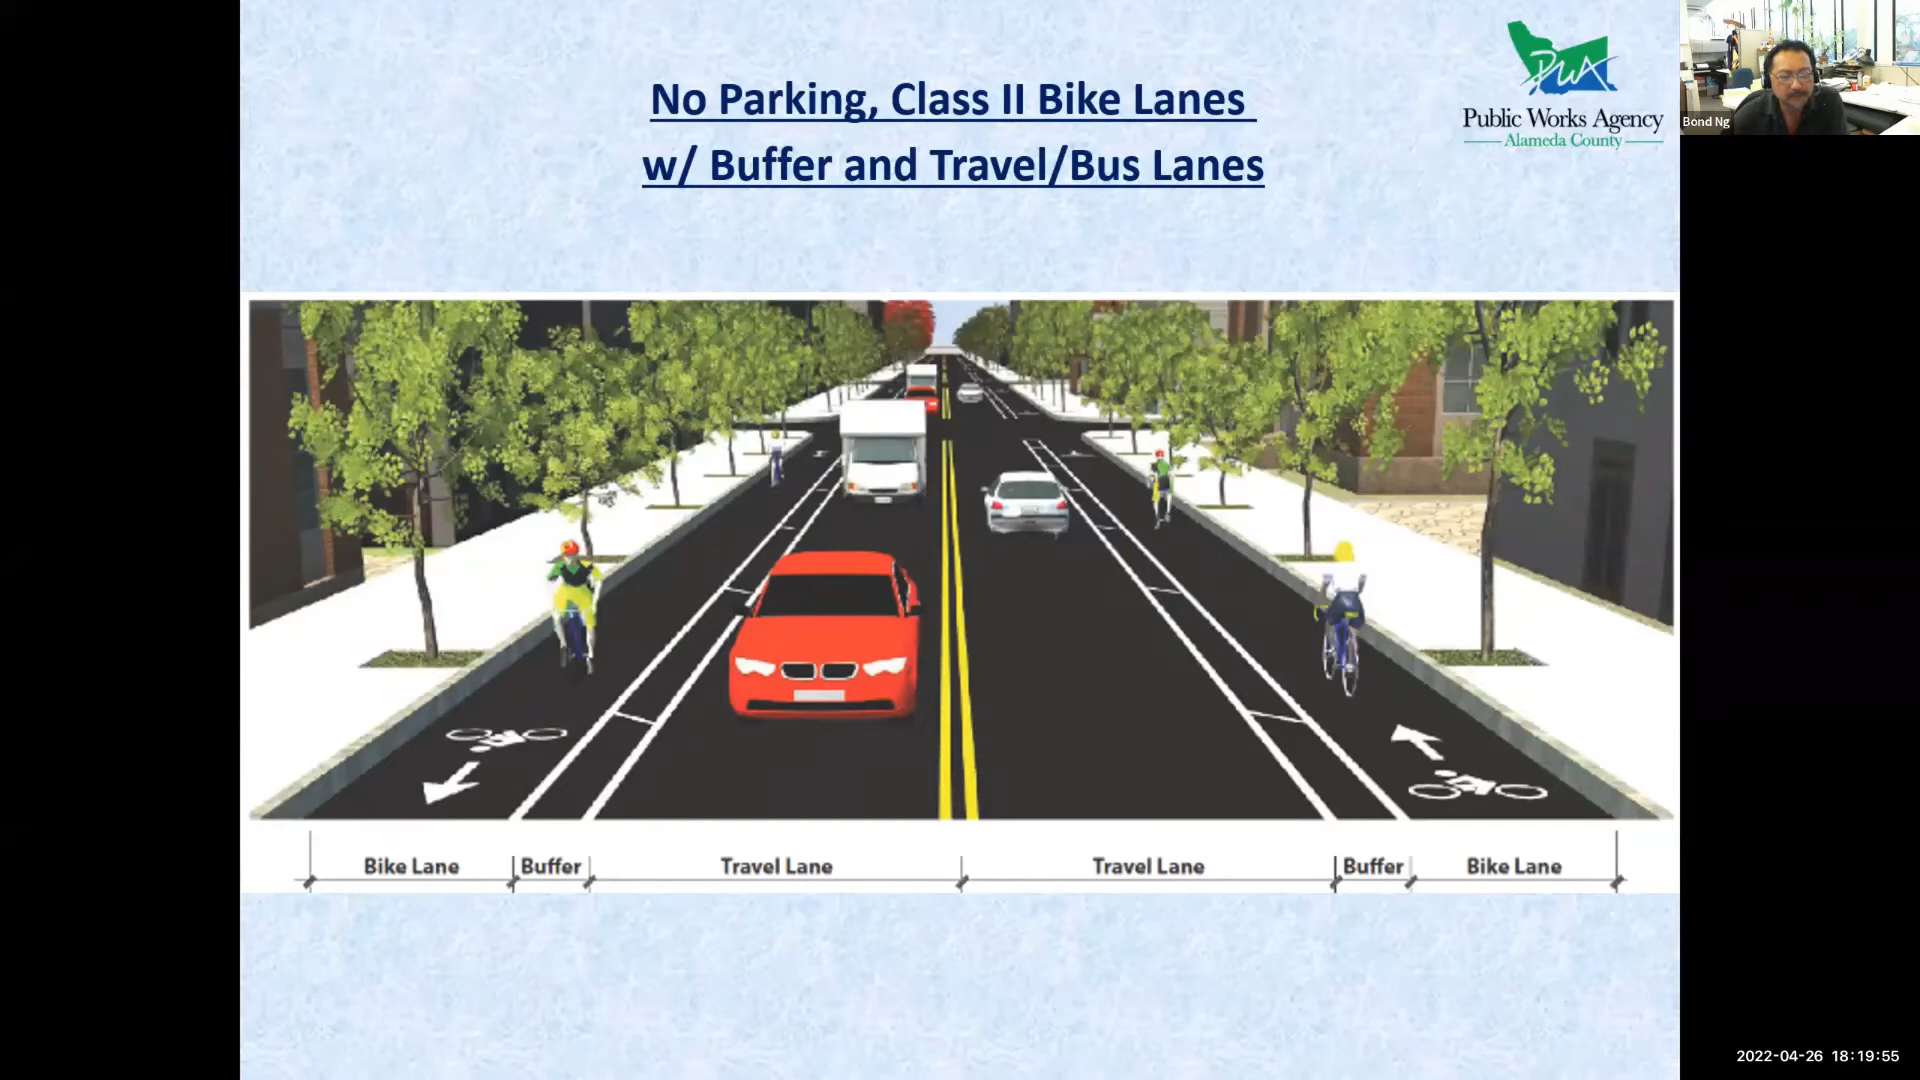 No Parking, Class II Bike Lanes
w/ Buffer and Travel/Bus Lanes
PWA
Public Works Agency
Alameda County
Bond Ng
Bike Lane
Buffer
Travel Lane
Travel Lane
Buffer
Bike Lane
2022-04-26 18:19:55